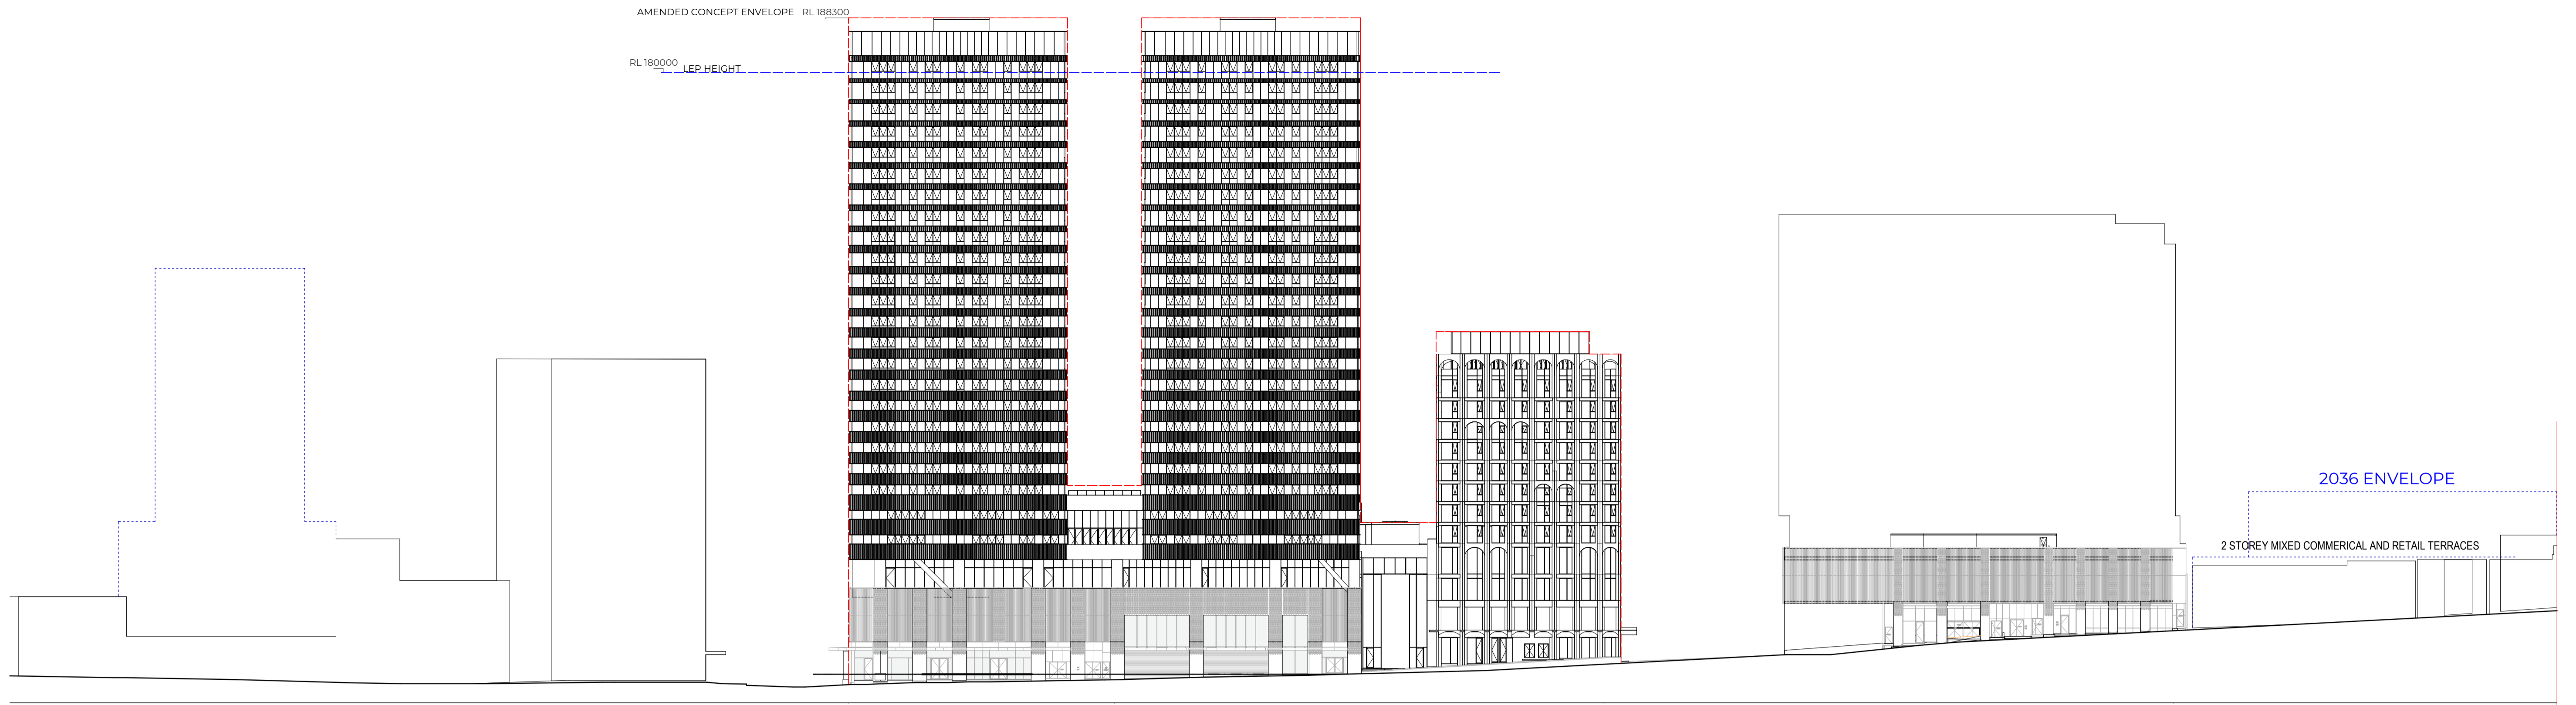 AMENDED CONCEPT ENVELOPE RL 188300
RL 180000 LEP HEIGHT
2036 ENVELOPE
2 STOREY MIXED COMMERICAL AND RETAIL TERRACES